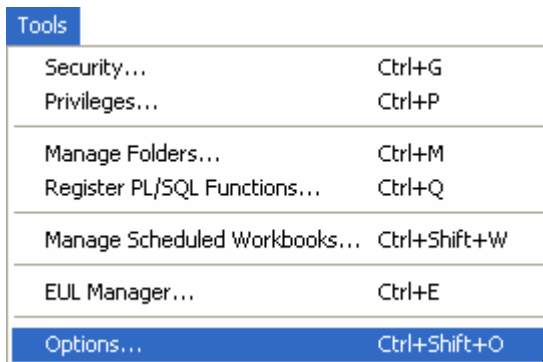 Tools
Security... Ctrl+G
Privileges... Ctrl+P
Manage Folders... Ctrl+M
Register PL/SQL Functions... Ctrl+Q
Manage Scheduled Workbooks... Ctrl+Shift+W
EUL Manager... Ctrl+E
Options... Ctrl+Shift+O